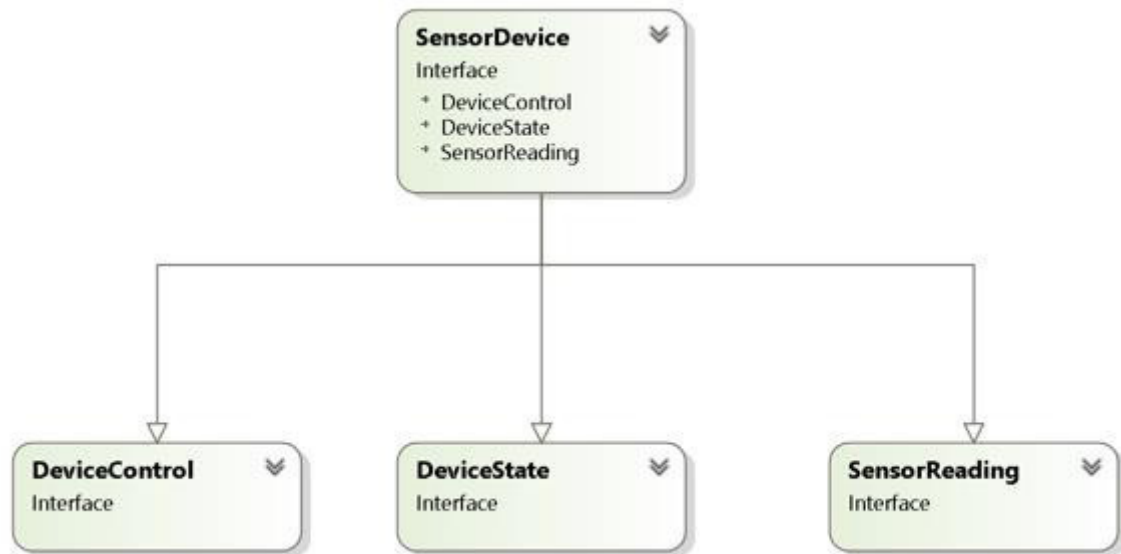 SensorDevice
Interface
DeviceControl
DeviceState
SensorReading
DeviceControl
Interface
DeviceState
Interface
SensorReading
Interface